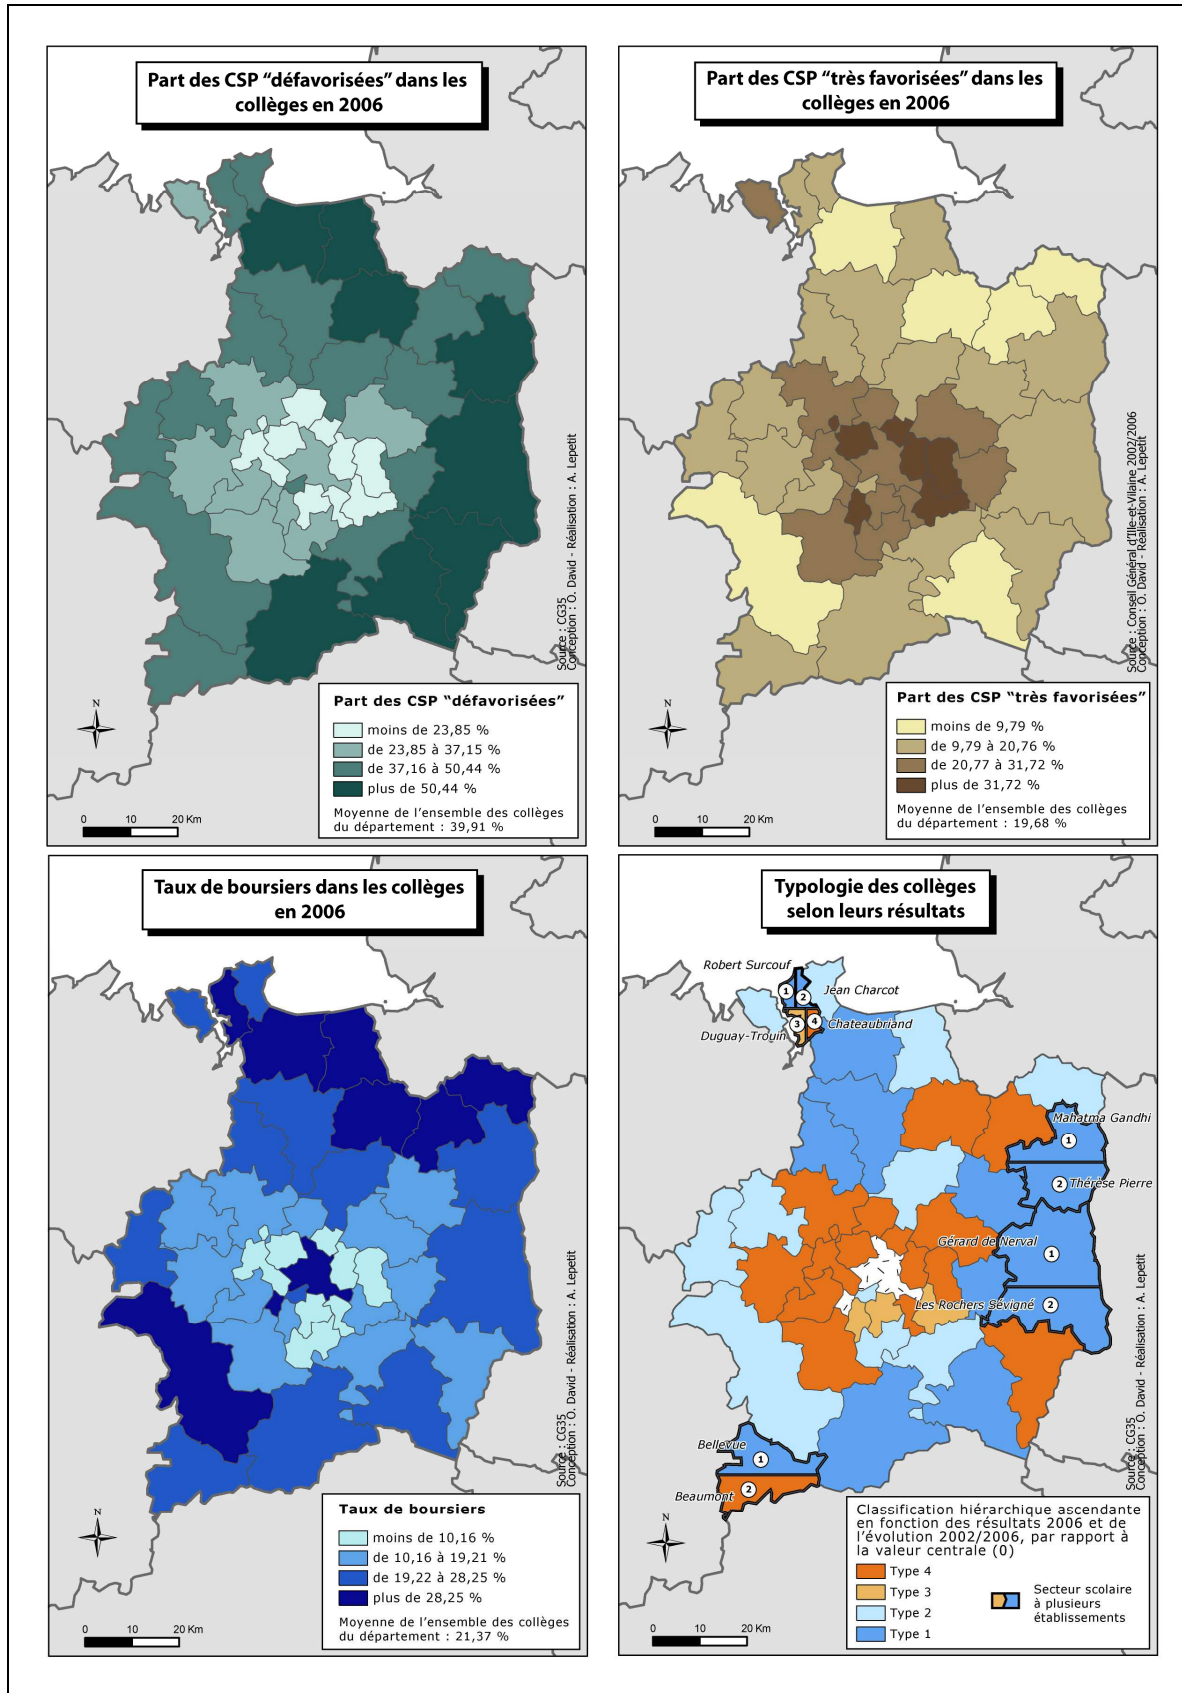 Part des CSP “défavorisées” dans les
collèges en 2006
Source : CG35
Conception : O. David - Réalisation : A. Lepetit
N
0 10 20 Km
Part des CSP “défavorisées”
moins de 23,85 %
de 23,85 à 37,15 %
de 37,16 à 50,44 %
plus de 50,44 %
Moyenne de l’ensemble des collèges
du département : 39,91 %
Part des CSP “très favorisées” dans les
collèges en 2006
Source : Conseil Général d’Ille-et-Vilaine 2002/2006
Conception : O. David - Réalisation : A. Lepetit
N
0 10 20 Km
Part des CSP “très favorisées”
moins de 9,79 %
de 9,79 à 20,76 %
de 20,77 à 31,72 %
plus de 31,72 %
Moyenne de l’ensemble des collèges
du département : 19,68 %
Taux de boursiers dans les collèges
en 2006
Source : CG35
Conception : O. David - Réalisation : A. Lepetit
N
0 10 20 Km
Taux de boursiers
moins de 10,16 %
de 10,16 à 19,21 %
de 19,22 à 28,25 %
plus de 28,25 %
Moyenne de l’ensemble des collèges
du département : 21,37 %
Typologie des collèges
selon leurs résultats
Robert Surcouf
1
2
Jean Charcot
Duguay-Trouin
3
4
Chateaubriand
Mahatma Gandhi
1
2
Thérèse Pierre
Gérard de Nerval
1
Les Rochers Sévigné
2
Bellevue
1
Beaumont
2
Source : CG35
Conception : O. David - Réalisation : A. Lepetit
N
0 10 20 Km
Classification hiérarchique ascendante
en fonction des résultats 2006 et de
l’évolution 2002/2006, par rapport à
la valeur centrale (0)
Type 4
Type 3
Type 2
Type 1
Secteur scolaire
à plusieurs
établissements